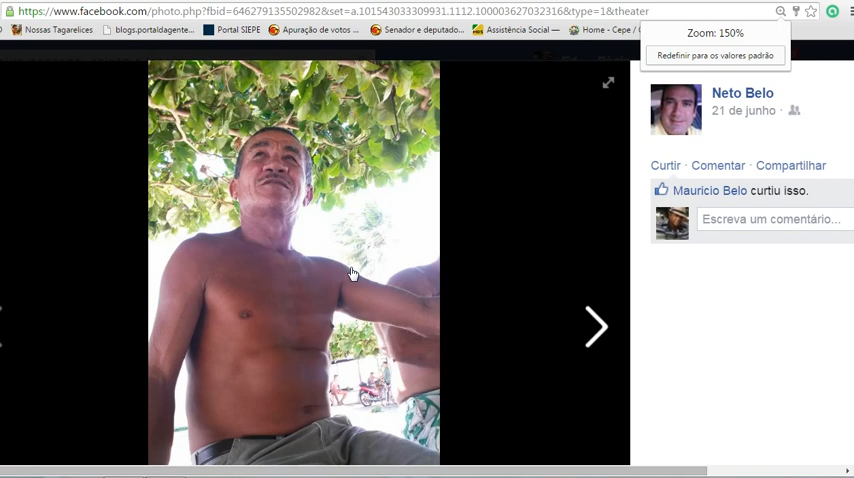 https://www.facebook.com/photo.php?fbid=646279135502982&set=a.101543033309931.1112.100003627032316&type=1&theater
Nossas Tagarelices blogs.portaldagente... Portal SIEPE Apuração de votos ... Senador e deputado... Assistência Social — ... Home - Cepe / 
Zoom: 150%
Redefinir para os valores padrão
Neto Belo
21 de junho ·
Curtir · Comentar · Compartilhar
Mauricio Belo curtiu isso.
Escreva um comentário...